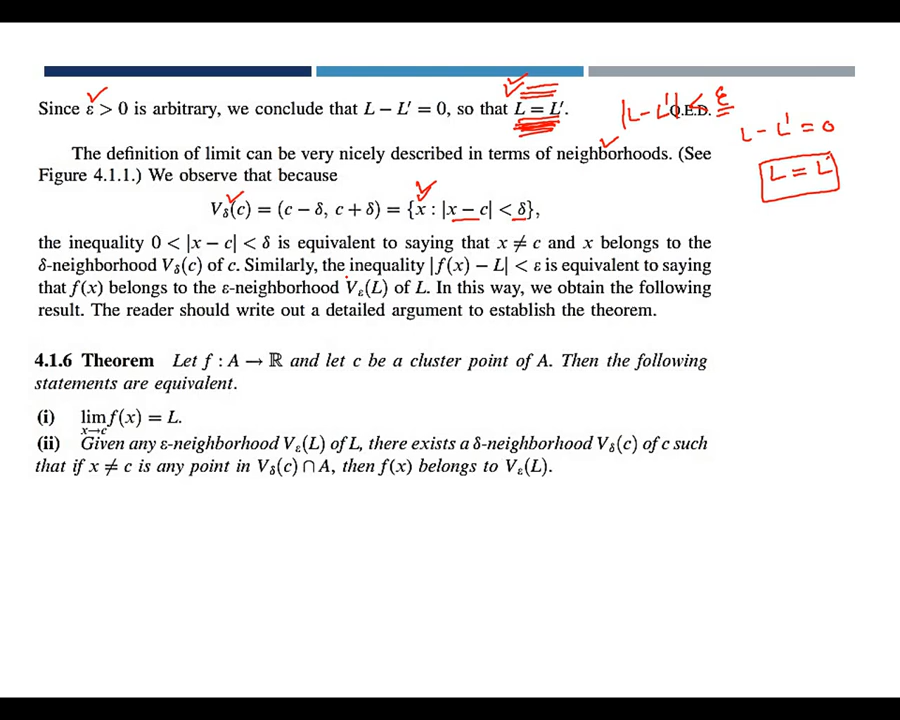 Since ε > 0 is arbitrary, we conclude that L − L′ = 0, so that L = L′.
|L − L′| < ε
Q.E.D.
L − L′ = 0
L = L′
The definition of limit can be very nicely described in terms of neighborhoods. (See
Figure 4.1.1.) We observe that because
V_δ(c) = (c − δ, c + δ) = {x : |x − c| < δ},
the inequality 0 < |x − c| < δ is equivalent to saying that x ≠ c and x belongs to the
δ-neighborhood V_δ(c) of c. Similarly, the inequality |f(x) − L| < ε is equivalent to saying
that f(x) belongs to the ε-neighborhood V_ε(L) of L. In this way, we obtain the following
result. The reader should write out a detailed argument to establish the theorem.
4.1.6 Theorem Let f : A → ℝ and let c be a cluster point of A. Then the following
statements are equivalent.
(i) lim f(x) = L.
x→c
(ii) Given any ε-neighborhood V_ε(L) of L, there exists a δ-neighborhood V_δ(c) of c such
that if x ≠ c is any point in V_δ(c) ∩ A, then f(x) belongs to V_ε(L).